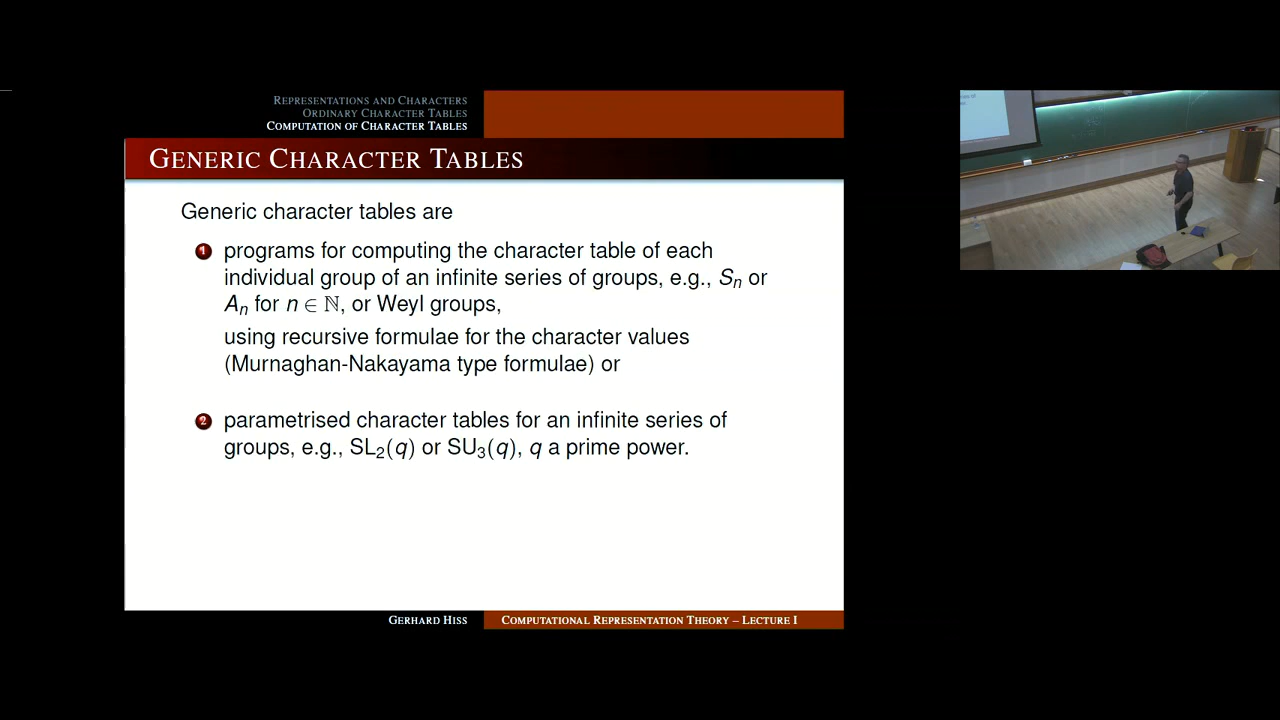 REPRESENTATIONS AND CHARACTERS
ORDINARY CHARACTER TABLES
COMPUTATION OF CHARACTER TABLES
GENERIC CHARACTER TABLES
Generic character tables are
1 programs for computing the character table of each
individual group of an infinite series of groups, e.g., Sₙ or
Aₙ for n ∈ ℕ, or Weyl groups,
using recursive formulae for the character values
(Murnaghan-Nakayama type formulae) or
2 parametrised character tables for an infinite series of
groups, e.g., SL₂(q) or SU₃(q), q a prime power.
GERHARD HISS
COMPUTATIONAL REPRESENTATION THEORY – LECTURE I